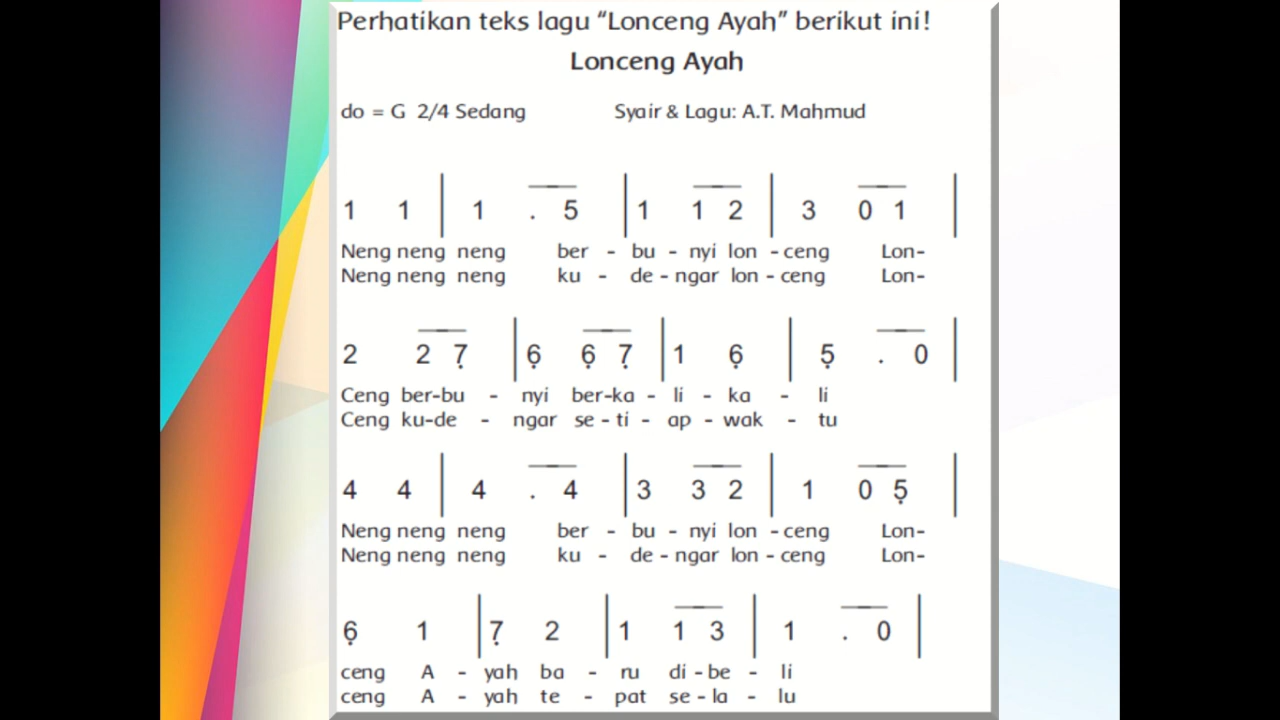 Perhatikan teks lagu “Lonceng Ayah” berikut ini!
Lonceng Ayah
do = G 2/4 Sedang Syair & Lagu: A.T. Mahmud
1 1 | 1 . 5 | 1 1 2 | 3 0 1 |
Neng neng neng ber - bu - nyi lon - ceng Lon-
Neng neng neng ku - de - ngar lon - ceng Lon-
2 2 7̣ | 6̣ 6̣ 7̣ | 1 6̣ | 5̣ . 0 |
Ceng ber-bu - nyi ber-ka - li - ka - li
Ceng ku-de - ngar se - ti - ap - wak - tu
4 4 | 4 . 4 | 3 3 2 | 1 0 5̣ |
Neng neng neng ber - bu - nyi lon - ceng Lon-
Neng neng neng ku - de - ngar lon - ceng Lon-
6̣ 1 | 7̣ 2 | 1 1 3 | 1 . 0 |
ceng A - yah ba - ru di - be - li
ceng A - yah te - pat se - la - lu